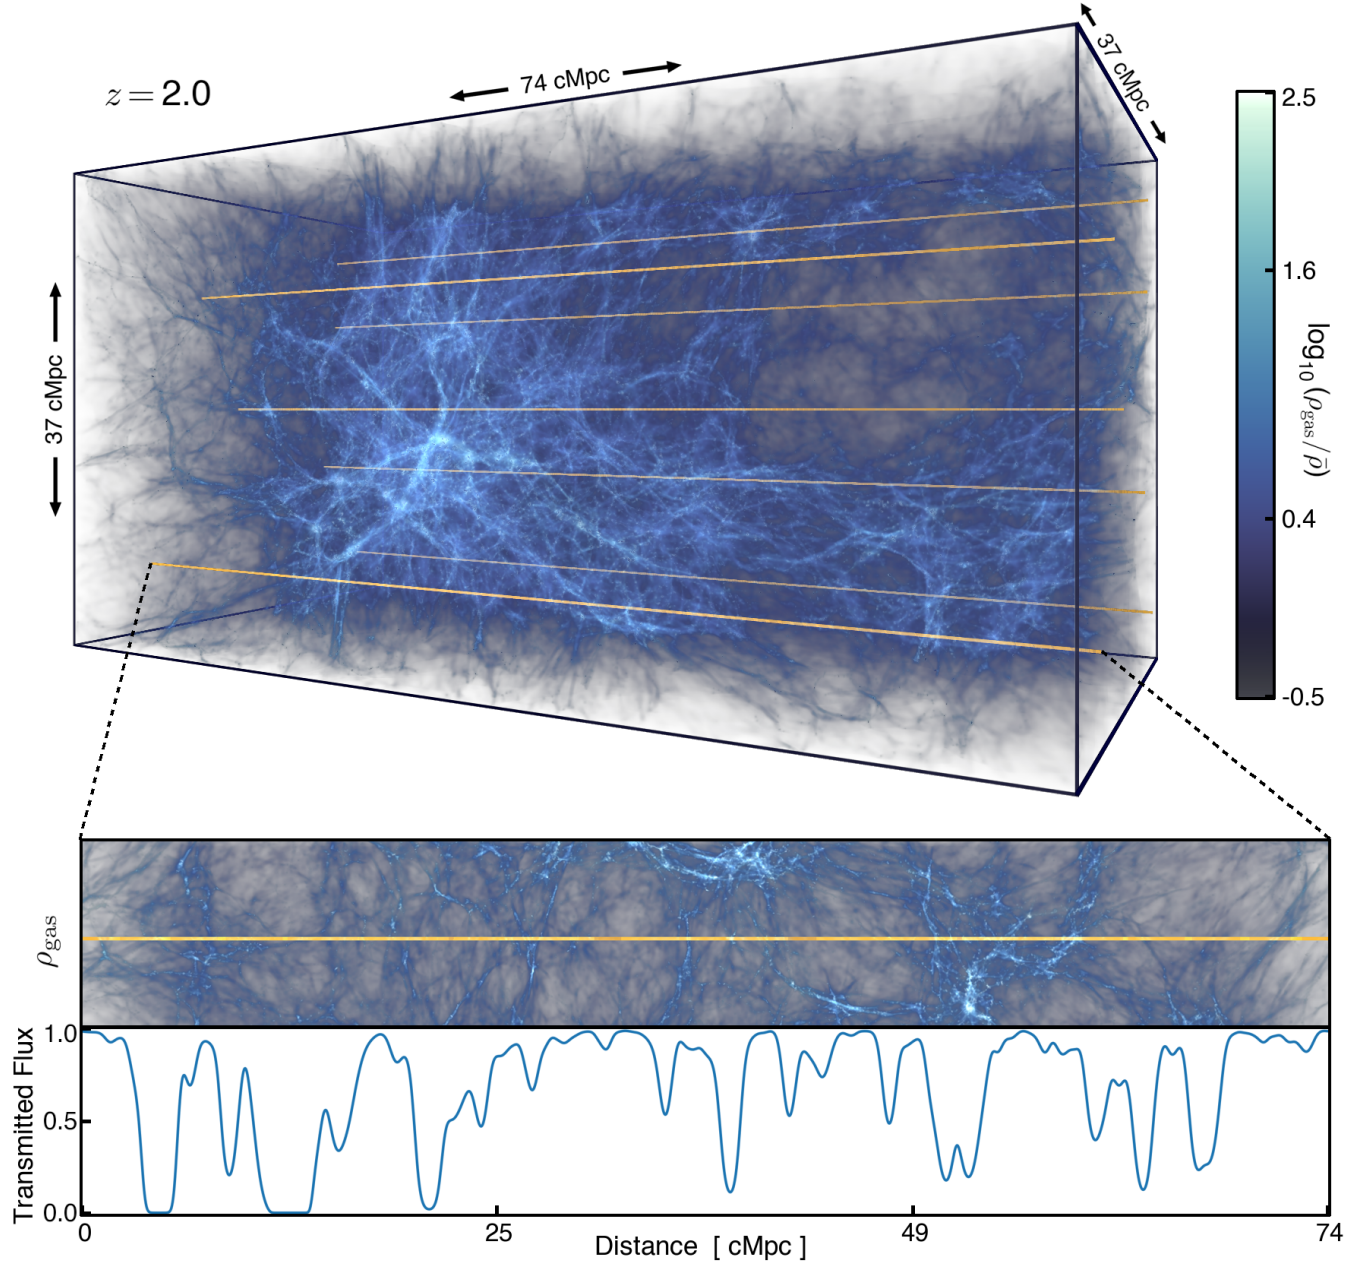 z = 2.0
74 cMpc
37 cMpc
37 cMpc
2.5
1.6
0.4
-0.5
log₁₀ (ρgas / ρ̄)
ρgas
Transmitted Flux
1.0
0.5
0.0
0 25 49 74
Distance [ cMpc ]